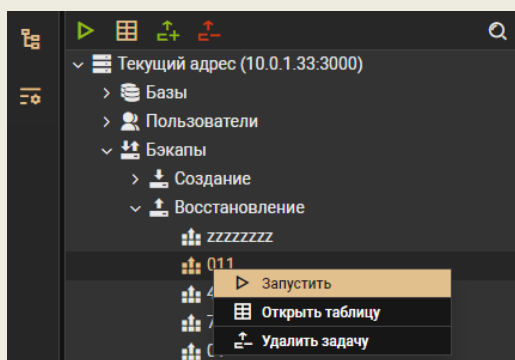 Текущий адрес (10.0.1.33:3000)
Базы
Пользователи
Бэкапы
Создание
Восстановление
zzzzzzzz
011
Запустить
Открыть таблицу
Удалить задачу